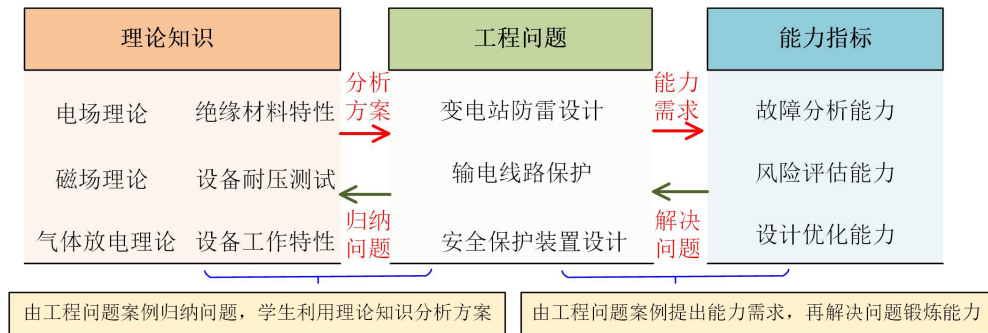 理论知识
工程问题
能力指标
电场理论 绝缘材料特性
磁场理论 设备耐压测试
气体放电理论 设备工作特性
分析
方案
归纳
问题
变电站防雷设计
输电线路保护
安全保护装置设计
能力
需求
解决
问题
故障分析能力
风险评估能力
设计优化能力
由工程问题案例归纳问题，学生利用理论知识分析方案
由工程问题案例提出能力需求，再解决问题锻炼能力